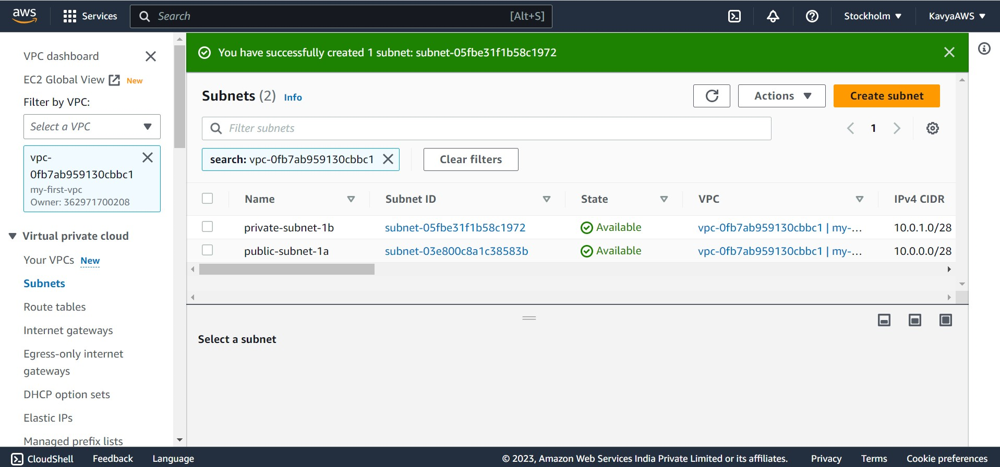 aws
Services
Search
[Alt+S]
Stockholm
KavyaAWS
VPC dashboard
EC2 Global View New
Filter by VPC:
Select a VPC
vpc-
0fb7ab959130cbbc1
my-first-vpc
Owner: 362971700208
Virtual private cloud
Your VPCs New
Subnets
Route tables
Internet gateways
Egress-only internet
gateways
DHCP option sets
Elastic IPs
Managed prefix lists
You have successfully created 1 subnet: subnet-05fbe31f1b58c1972
Subnets (2) Info
Actions
Create subnet
Filter subnets
1
search: vpc-0fb7ab959130cbbc1
Clear filters
Name Subnet ID State VPC IPv4 CIDR
private-subnet-1b subnet-05fbe31f1b58c1972 Available vpc-0fb7ab959130cbbc1 | my-... 10.0.1.0/28
public-subnet-1a subnet-03e800c8a1c38583b Available vpc-0fb7ab959130cbbc1 | my-... 10.0.0.0/28
Select a subnet
CloudShell Feedback Language © 2023, Amazon Web Services India Private Limited or its affiliates. Privacy Terms Cookie preferences